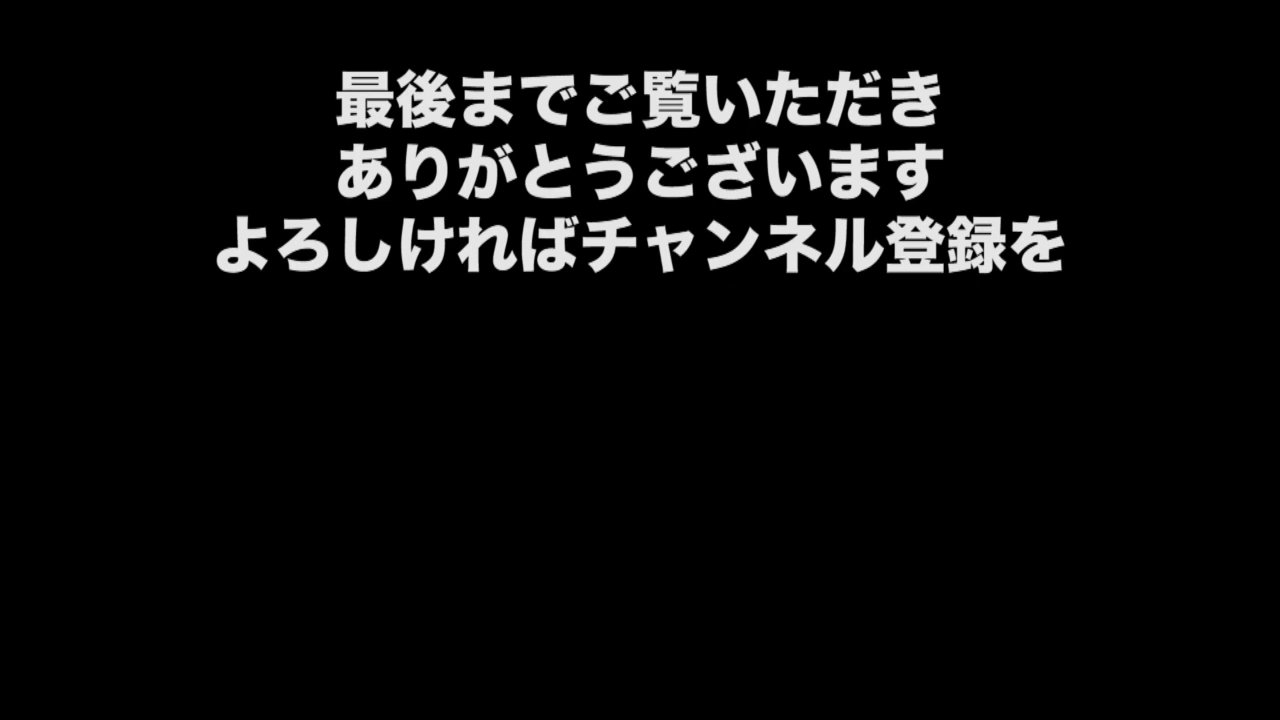 最後までご覧いただき
ありがとうございます
よろしければチャンネル登録を